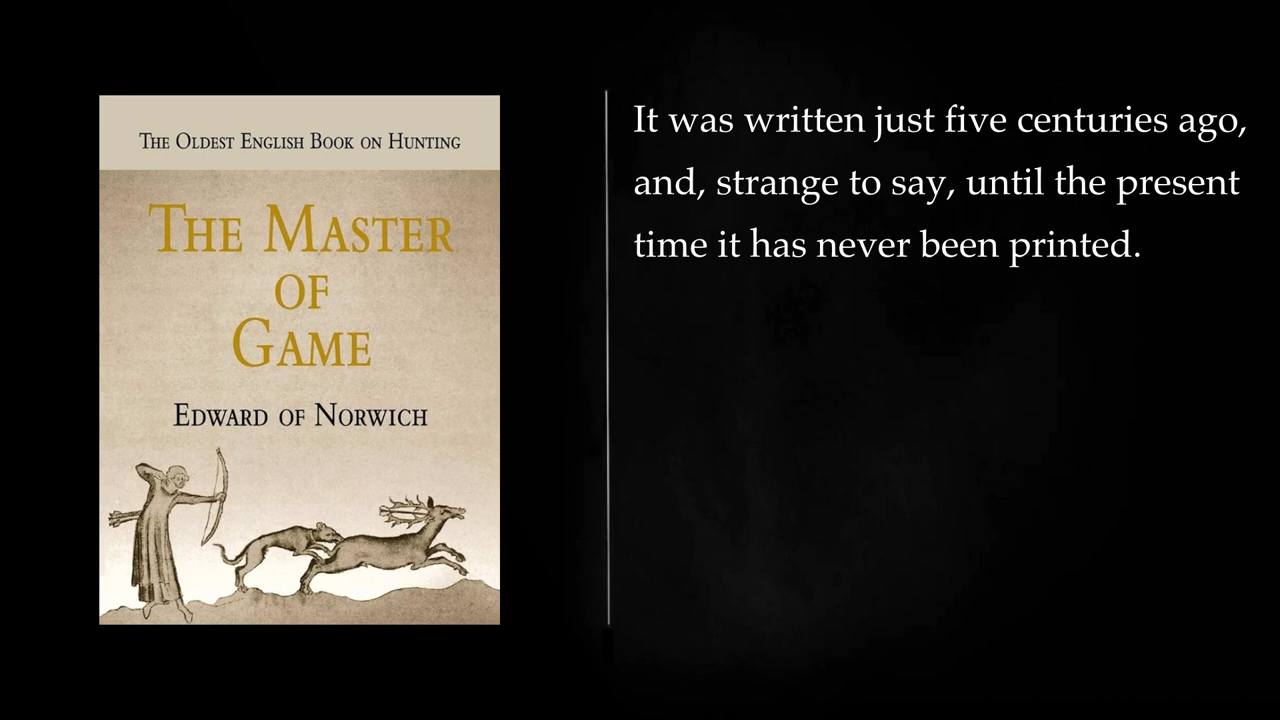 The Oldest English Book on Hunting
The Master
of
Game
Edward of Norwich
It was written just five centuries ago,
and, strange to say, until the present
time it has never been printed.